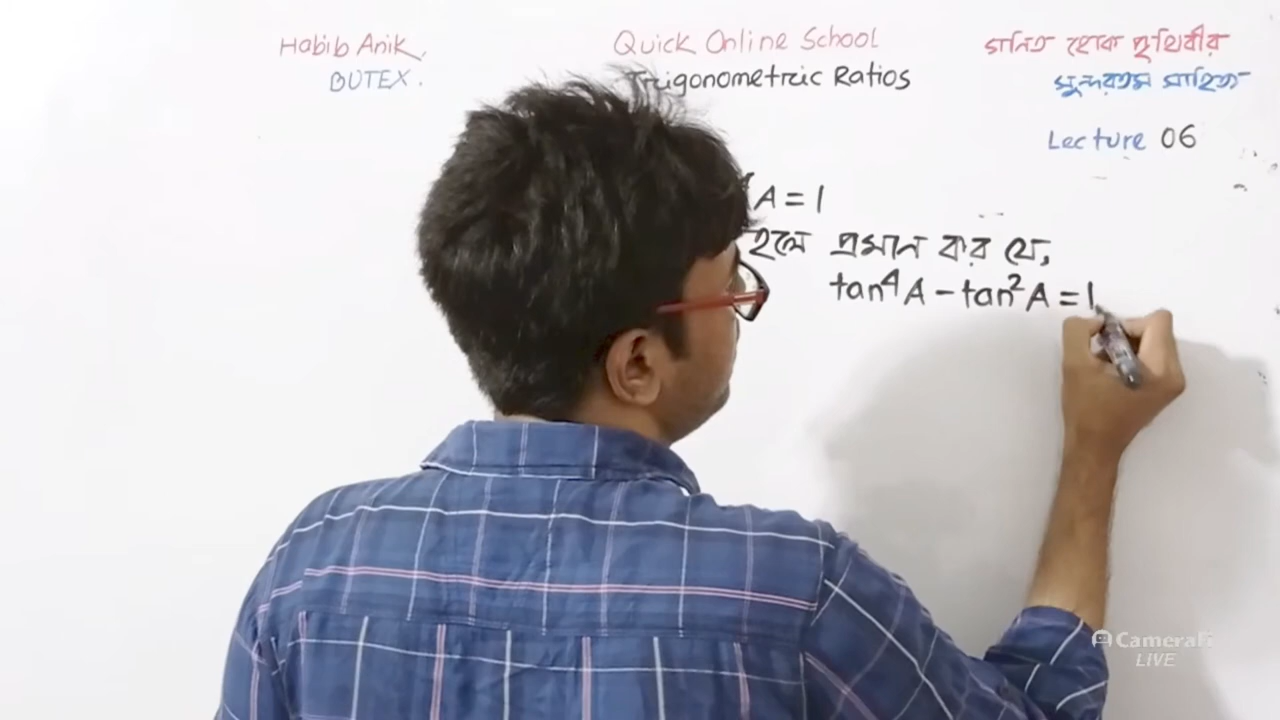 Habib Anik,
BUTEX.
Quick Online School
Trigonometric Ratios
গনিত হোক পৃথিবীর
সুন্দরতম সাহিত্য
Lecture 06
A = 1
হলে প্রমান কর যে,
tan⁴A - tan²A = 1
CameraFi
LIVE